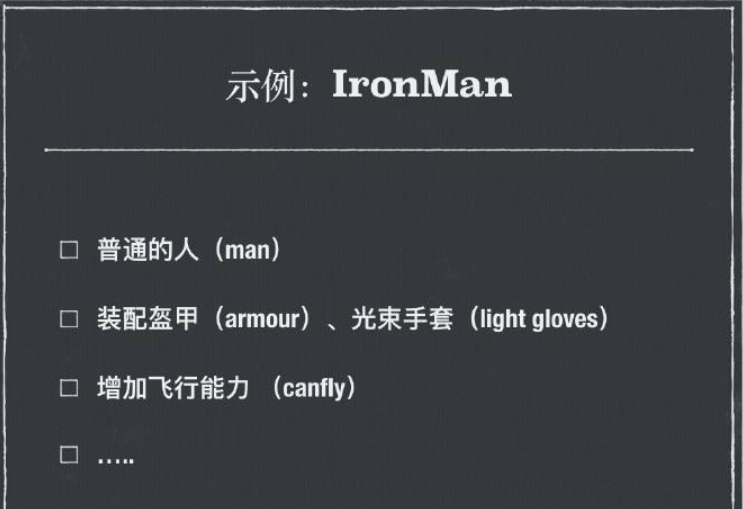 示例：IronMan
普通的人（man）
装配盔甲（armour）、光束手套（light gloves）
增加飞行能力 （canfly）
.....